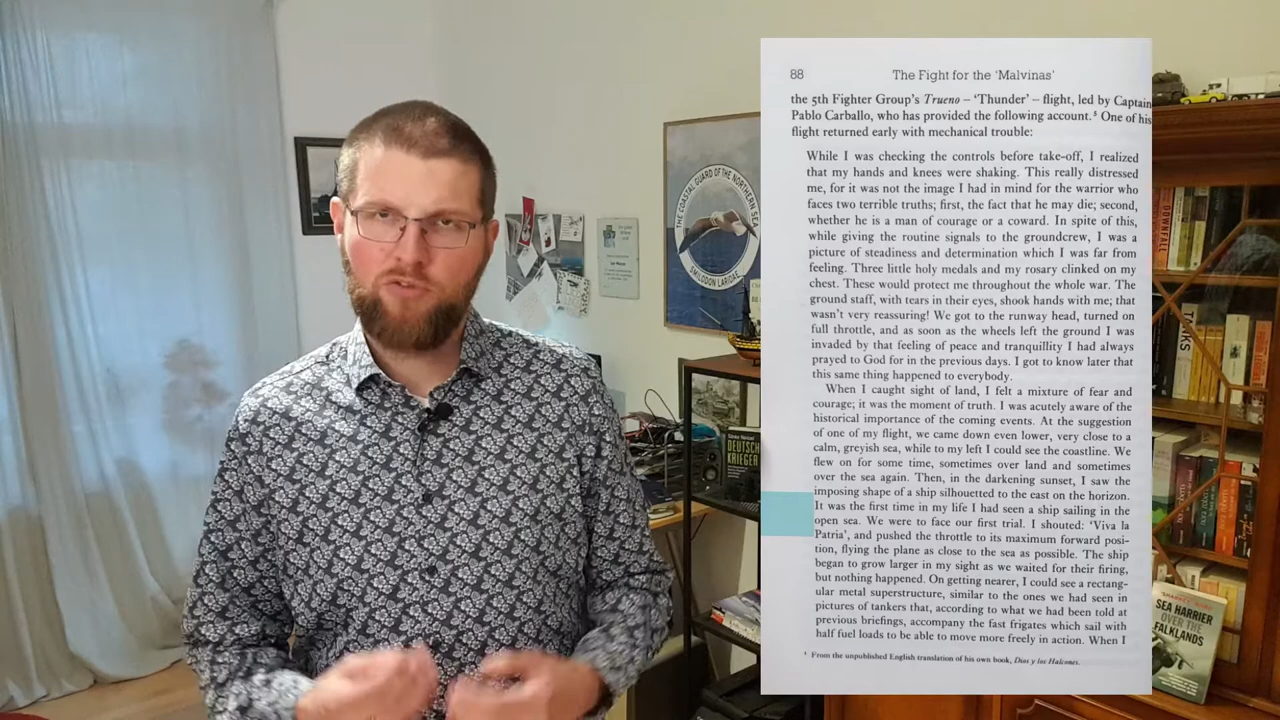 88 The Fight for the 'Malvinas'
the 5th Fighter Group's Trueno – 'Thunder' – flight, led by Captain
Pablo Carballo, who has provided the following account.⁵ One of his
flight returned early with mechanical trouble:
While I was checking the controls before take-off, I realized
that my hands and knees were shaking. This really distressed
me, for it was not the image I had in mind for the warrior who
faces two terrible truths; first, the fact that he may die; second,
whether he is a man of courage or a coward. In spite of this,
while giving the routine signals to the groundcrew, I was a
picture of steadiness and determination which I was far from
feeling. Three little holy medals and my rosary clinked on my
chest. These would protect me throughout the whole war. The
ground staff, with tears in their eyes, shook hands with me; that
wasn't very reassuring! We got to the runway head, turned on
full throttle, and as soon as the wheels left the ground I was
invaded by that feeling of peace and tranquillity I had always
prayed to God for in the previous days. I got to know later that
this same thing happened to everybody.
When I caught sight of land, I felt a mixture of fear and
courage; it was the moment of truth. I was acutely aware of the
historical importance of the coming events. At the suggestion
of one of my flight, we came down even lower, very close to a
calm, greyish sea, while to my left I could see the coastline. We
flew on for some time, sometimes over land and sometimes
over the sea again. Then, in the darkening sunset, I saw the
imposing shape of a ship silhouetted to the east on the horizon.
It was the first time in my life I had seen a ship sailing in the
open sea. We were to face our first trial. I shouted: 'Viva la
Patria', and pushed the throttle to its maximum forward posi-
tion, flying the plane as close to the sea as possible. The ship
began to grow larger in my sight as we waited for their firing,
but nothing happened. On getting nearer, I could see a rectang-
ular metal superstructure, similar to the ones we had seen in
pictures of tankers that, according to what we had been told at
previous briefings, accompany the fast frigates which sail with
half fuel loads to be able to move more freely in action. When I
⁵ From the unpublished English translation of his own book, Dios y los Halcones.
THE COASTAL GUARD OF THE NORTHERN SEA
SMILODON LARIDAE
DEUTSCHE
KRIEGER
DOWNFALL
TANKS
SEA HARRIER
OVER THE
FALKLANDS